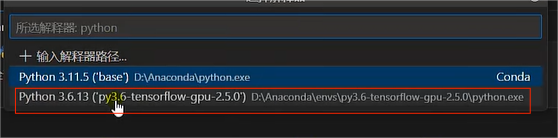 所选解释器: python
+ 输入解释器路径...
Python 3.11.5 ('base') D:\Anaconda\python.exe Conda
Python 3.6.13 ('py3.6-tensorflow-gpu-2.5.0') D:\Anaconda\envs\py3.6-tensorflow-gpu-2.5.0\python.exe